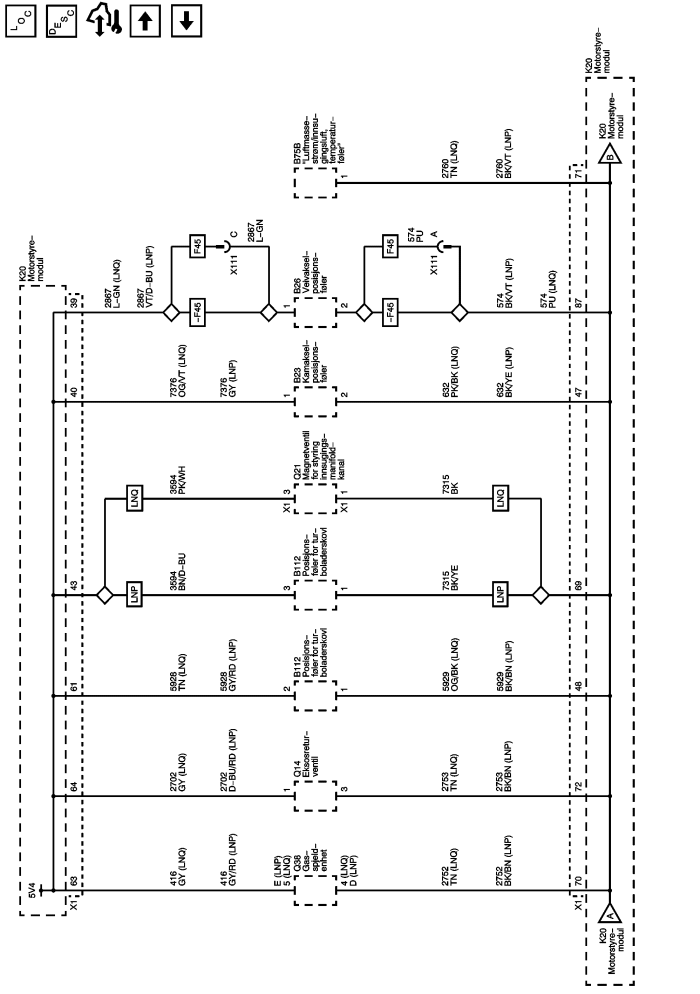 LOC
DESC
K20
Motorstyre–
modul
5V4
X1
63
64
61
43
40
39
416
GY (LNQ)
416
GY/RD (LNP)
E (LNP)
5 (LNQ)
Q38
Gas–
spjeld–
enhet
4 (LNQ)
D (LNP)
2752
TN (LNQ)
2752
BK/BN (LNP)
70
X1
2702
GY (LNQ)
2702
D–BU/RD (LNP)
1
Q14
Eksosretur–
ventil
3
2753
TN (LNQ)
2753
BK/BN (LNP)
72
5928
TN (LNQ)
5928
GY/RD (LNP)
2
B112
Posisjons–
føler for tur–
boladerskovl
1
5929
OG/BK (LNQ)
5929
BK/BN (LNP)
48
LNP
3594
BN/D–BU
3
B112
Posisjons–
føler for tur–
boladerskovl
1
7315
BK/YE
LNP
69
LNQ
3594
PK/WH
X1
3
Q21
Magnetventil
for styring
innsugings–
manifold–
kanal
X1
1
7315
BK
LNQ
7376
OG/VT (LNQ)
7376
GY (LNP)
1
B23
Kamaksel–
posisjons–
føler
2
632
PK/BK (LNQ)
632
BK/YE (LNP)
47
2867
L–GN (LNQ)
2867
VT/D–BU (LNP)
–F45
F45
X111
C
2867
L–GN
1
B26
Veivaksel–
posisjons–
føler
2
–F45
F45
574
PU
X111
A
574
BK/VT (LNP)
574
PU (LNQ)
87
B75B
"Luftmasse–
strøm/innsu–
gingsluft,
temperatur–
føler"
1
2760
TN (LNQ)
2760
BK/VT (LNP)
71
K20
Motorstyre–
modul
A
K20
Motorstyre–
modul
B
K20
Motorstyre–
modul